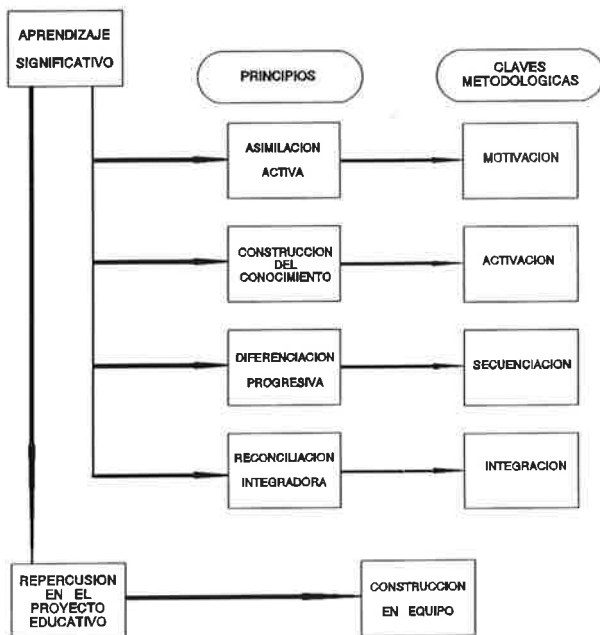 APRENDIZAJE
SIGNIFICATIVO
PRINCIPIOS
CLAVES
METODOLOGICAS
ASIMILACION
ACTIVA
MOTIVACION
CONSTRUCCION
DEL
CONOCIMIENTO
ACTIVACION
DIFERENCIACION
PROGRESIVA
SECUENCIACION
RECONCILIACION
INTEGRADORA
INTEGRACION
REPERCUSION
EN EL
PROYECTO
EDUCATIVO
CONSTRUCCION
EN EQUIPO